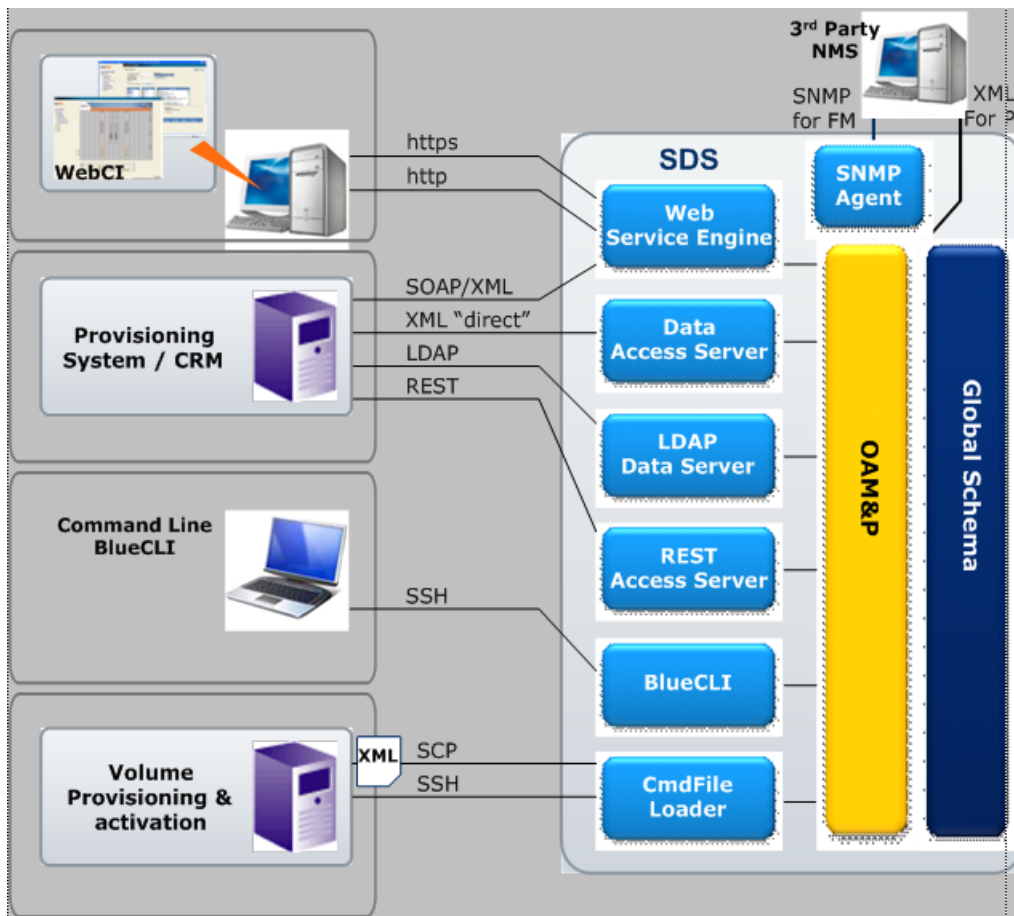 3rd Party
NMS
SNMP
for FM
XML
For P
WebCI
https
http
SDS
SNMP
Agent
Web
Service Engine
Provisioning
System / CRM
SOAP/XML
XML “direct”
LDAP
REST
Data
Access Server
LDAP
Data Server
REST
Access Server
OAM&P
Global Schema
Command Line
BlueCLI
SSH
BlueCLI
Volume
Provisioning &
activation
XML
SCP
SSH
CmdFile
Loader